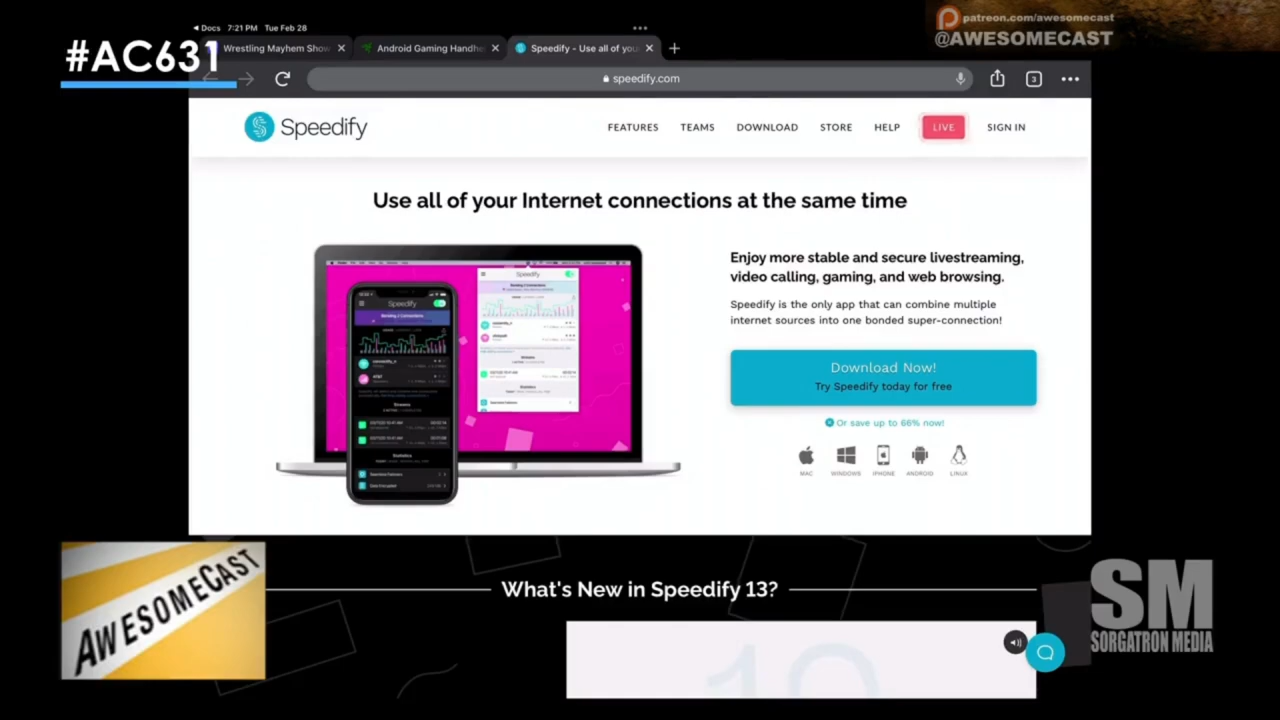 Docs 7:21 PM Tue Feb 28
patreon.com/awesomecast
@AWESOMECAST
#AC631
Wrestling Mayhem Show
Android Gaming Handhe
Speedify - Use all of you
speedify.com
3
Speedify
FEATURES
TEAMS
DOWNLOAD
STORE
HELP
LIVE
SIGN IN
Use all of your Internet connections at the same time
Enjoy more stable and secure livestreaming,
video calling, gaming, and web browsing.
Speedify is the only app that can combine multiple
internet sources into one bonded super-connection!
Download Now!
Try Speedify today for free
Or save up to 66% now!
MAC
WINDOWS
IPHONE
ANDROID
LINUX
Speedify
Speedify
AWESOMECAST
What's New in Speedify 13?
SM
SORGATRON MEDIA